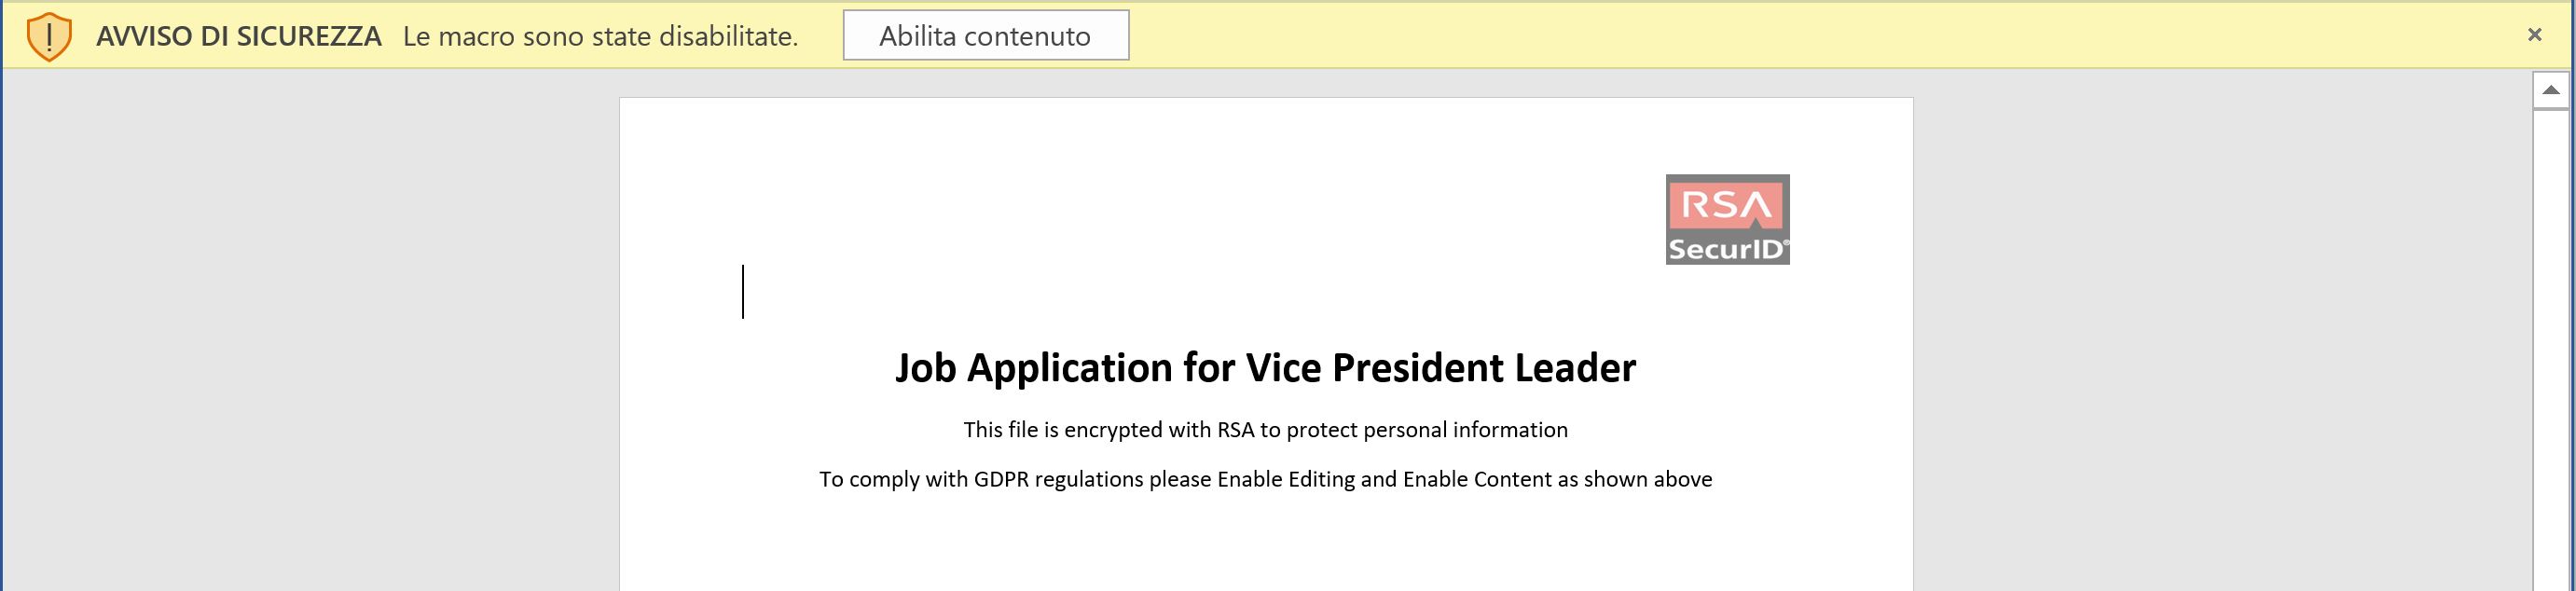 AVVISO DI SICUREZZA Le macro sono state disabilitate. Abilita contenuto
RSA
SecurID®
Job Application for Vice President Leader
This file is encrypted with RSA to protect personal information
To comply with GDPR regulations please Enable Editing and Enable Content as shown above